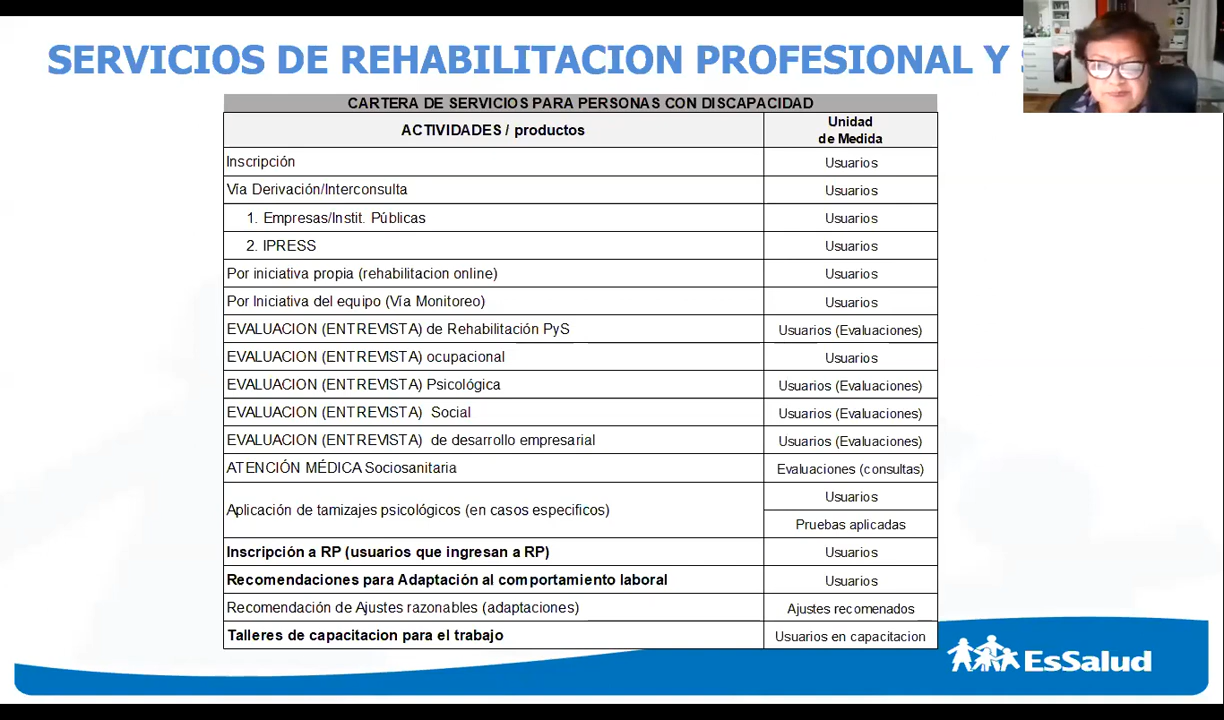 SERVICIOS DE REHABILITACION PROFESIONAL Y
CARTERA DE SERVICIOS PARA PERSONAS CON DISCAPACIDAD
ACTIVIDADES / productos
Unidad
de Medida
Inscripción
Usuarios
Vía Derivación/Interconsulta
Usuarios
1. Empresas/Instit. Públicas
Usuarios
2. IPRESS
Usuarios
Por iniciativa propia (rehabilitacion online)
Usuarios
Por Iniciativa del equipo (Vía Monitoreo)
Usuarios
EVALUACION (ENTREVISTA) de Rehabilitación PyS
Usuarios (Evaluaciones)
EVALUACION (ENTREVISTA) ocupacional
Usuarios
EVALUACION (ENTREVISTA) Psicológica
Usuarios (Evaluaciones)
EVALUACION (ENTREVISTA) Social
Usuarios (Evaluaciones)
EVALUACION (ENTREVISTA) de desarrollo empresarial
Usuarios (Evaluaciones)
ATENCIÓN MÉDICA Sociosanitaria
Evaluaciones (consultas)
Aplicación de tamizajes psicológicos (en casos especificos)
Usuarios
Pruebas aplicadas
Inscripción a RP (usuarios que ingresan a RP)
Usuarios
Recomendaciones para Adaptación al comportamiento laboral
Usuarios
Recomendación de Ajustes razonables (adaptaciones)
Ajustes recomenados
Talleres de capacitacion para el trabajo
Usuarios en capacitacion
EsSalud